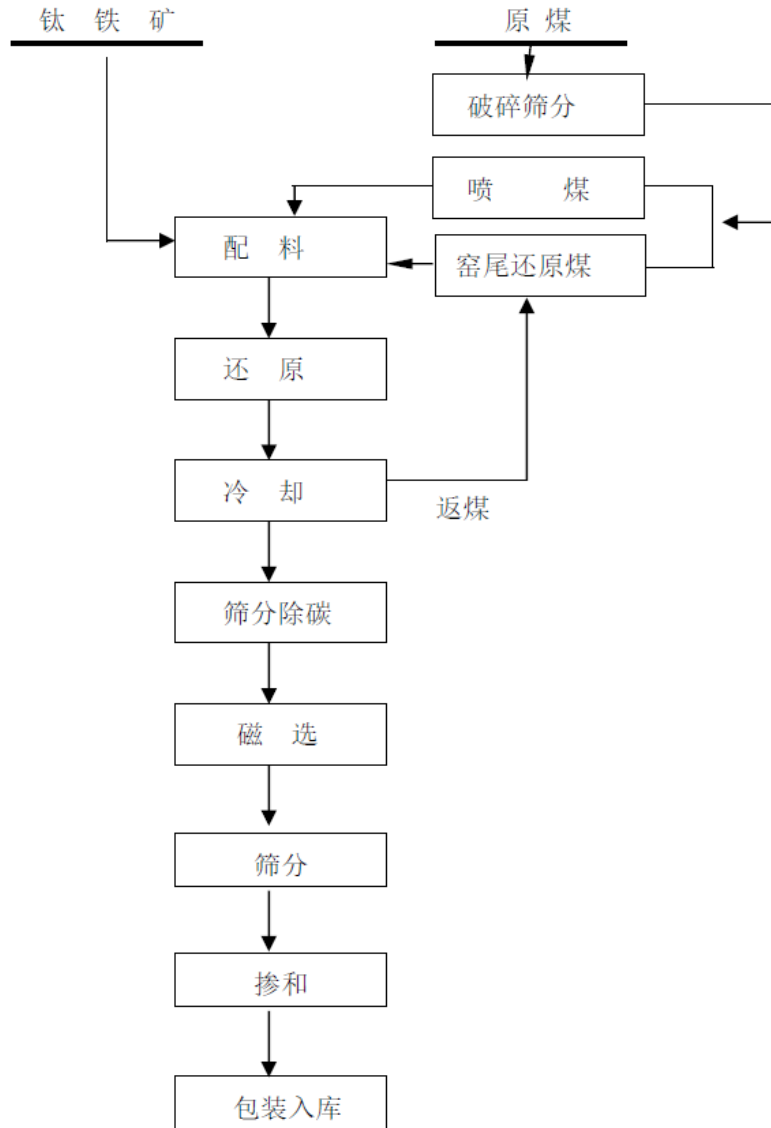 钛 铁 矿
原 煤
破碎筛分
喷 煤
配 料
窑尾还原煤
还 原
冷 却
返煤
筛分除碳
磁 选
筛分
掺和
包装入库